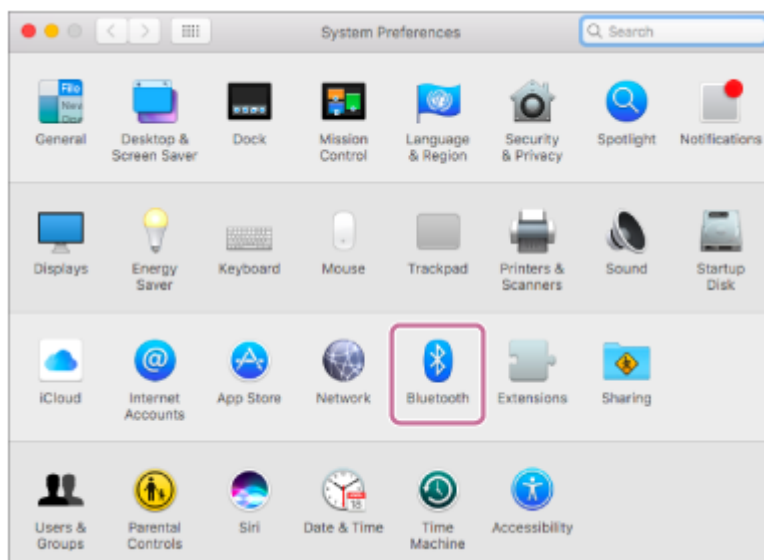 System Preferences
Search
General
Desktop &
Screen Saver
Dock
Mission
Control
Language
& Region
Security
& Privacy
Spotlight
Notifications
Displays
Energy
Saver
Keyboard
Mouse
Trackpad
Printers &
Scanners
Sound
Startup
Disk
iCloud
Internet
Accounts
App Store
Network
Bluetooth
Extensions
Sharing
Users &
Groups
Parental
Controls
Siri
Date & Time
Time
Machine
Accessibility